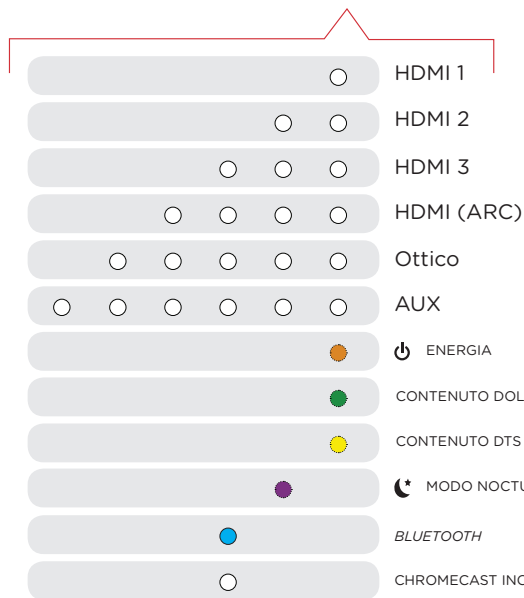 HDMI 1
HDMI 2
HDMI 3
HDMI (ARC)
Ottico
AUX
ENERGIA
CONTENUTO
CONTENUTO DTS
MODO
BLUETOOTH
CHROMECAST